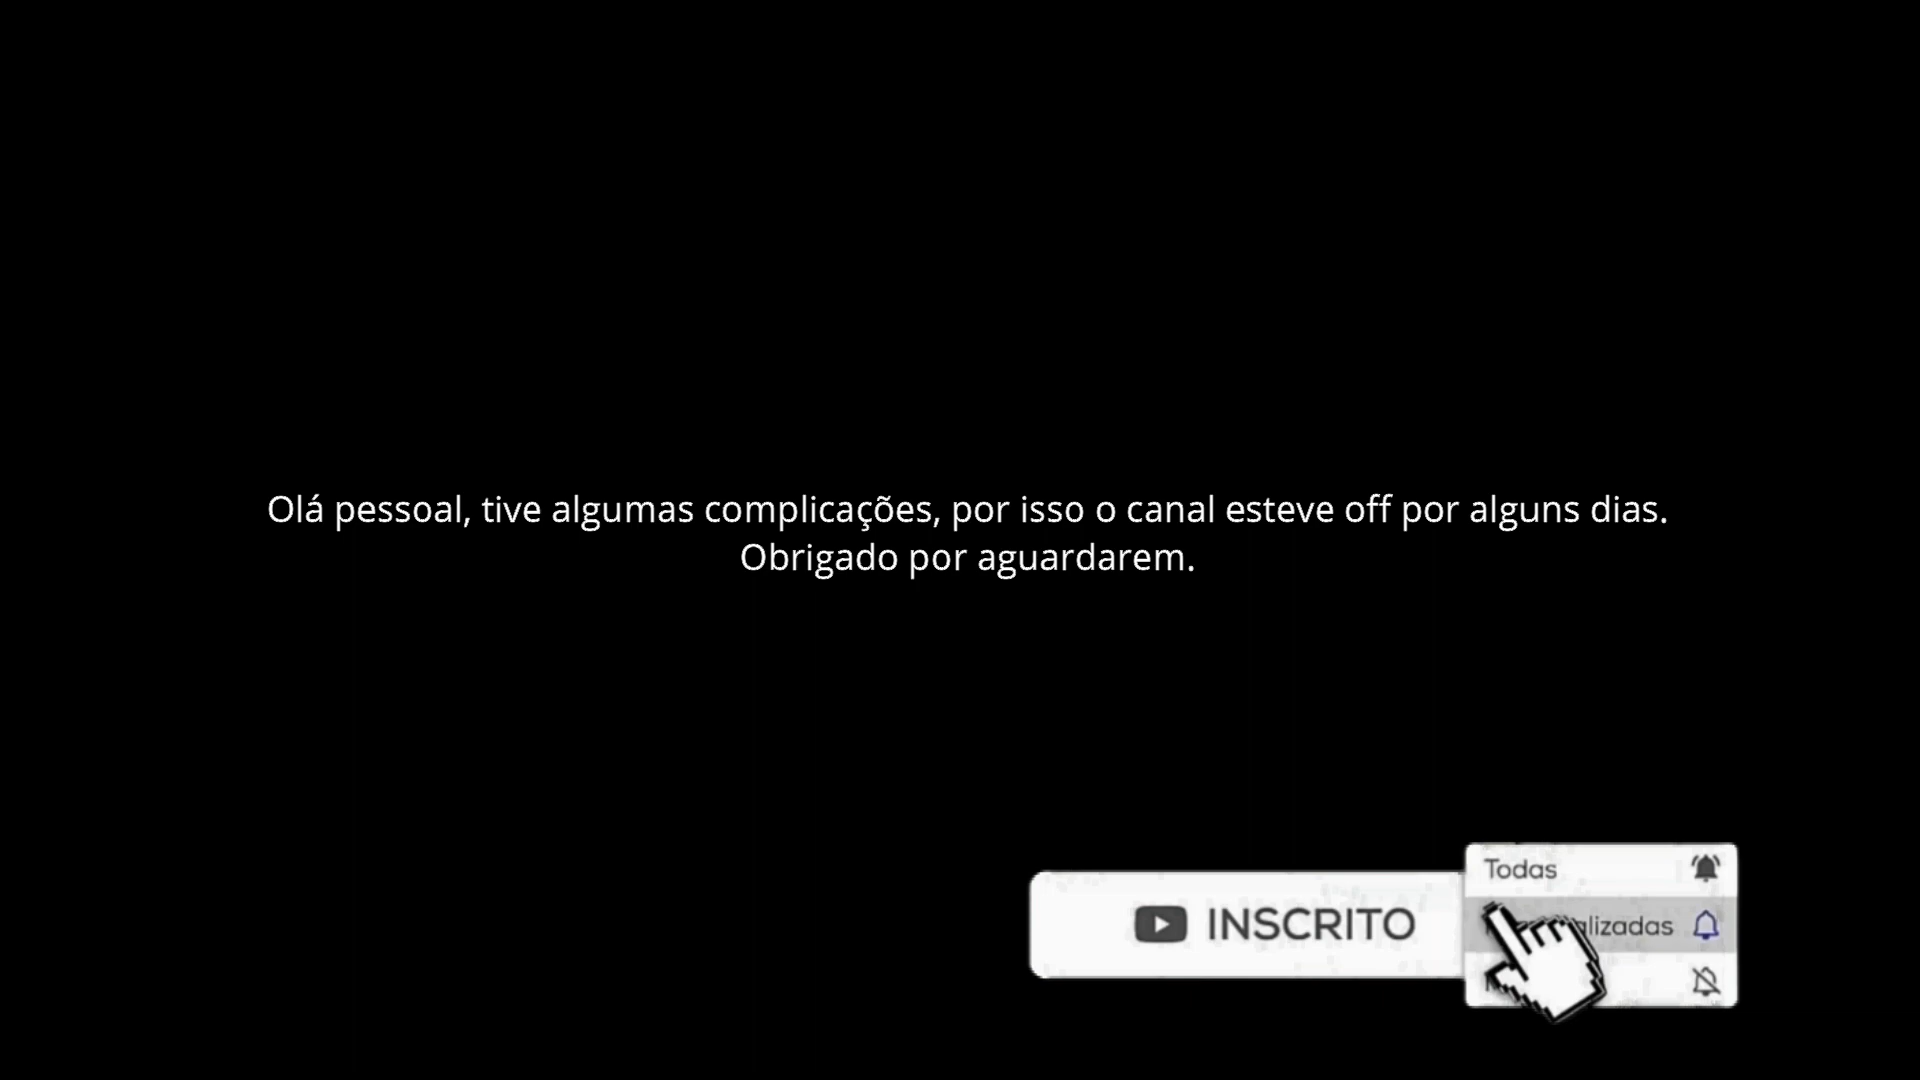 Olá pessoal, tive algumas complicações, por isso o canal esteve off por alguns dias.
Obrigado por aguardarem.
Todas
INSCRITO